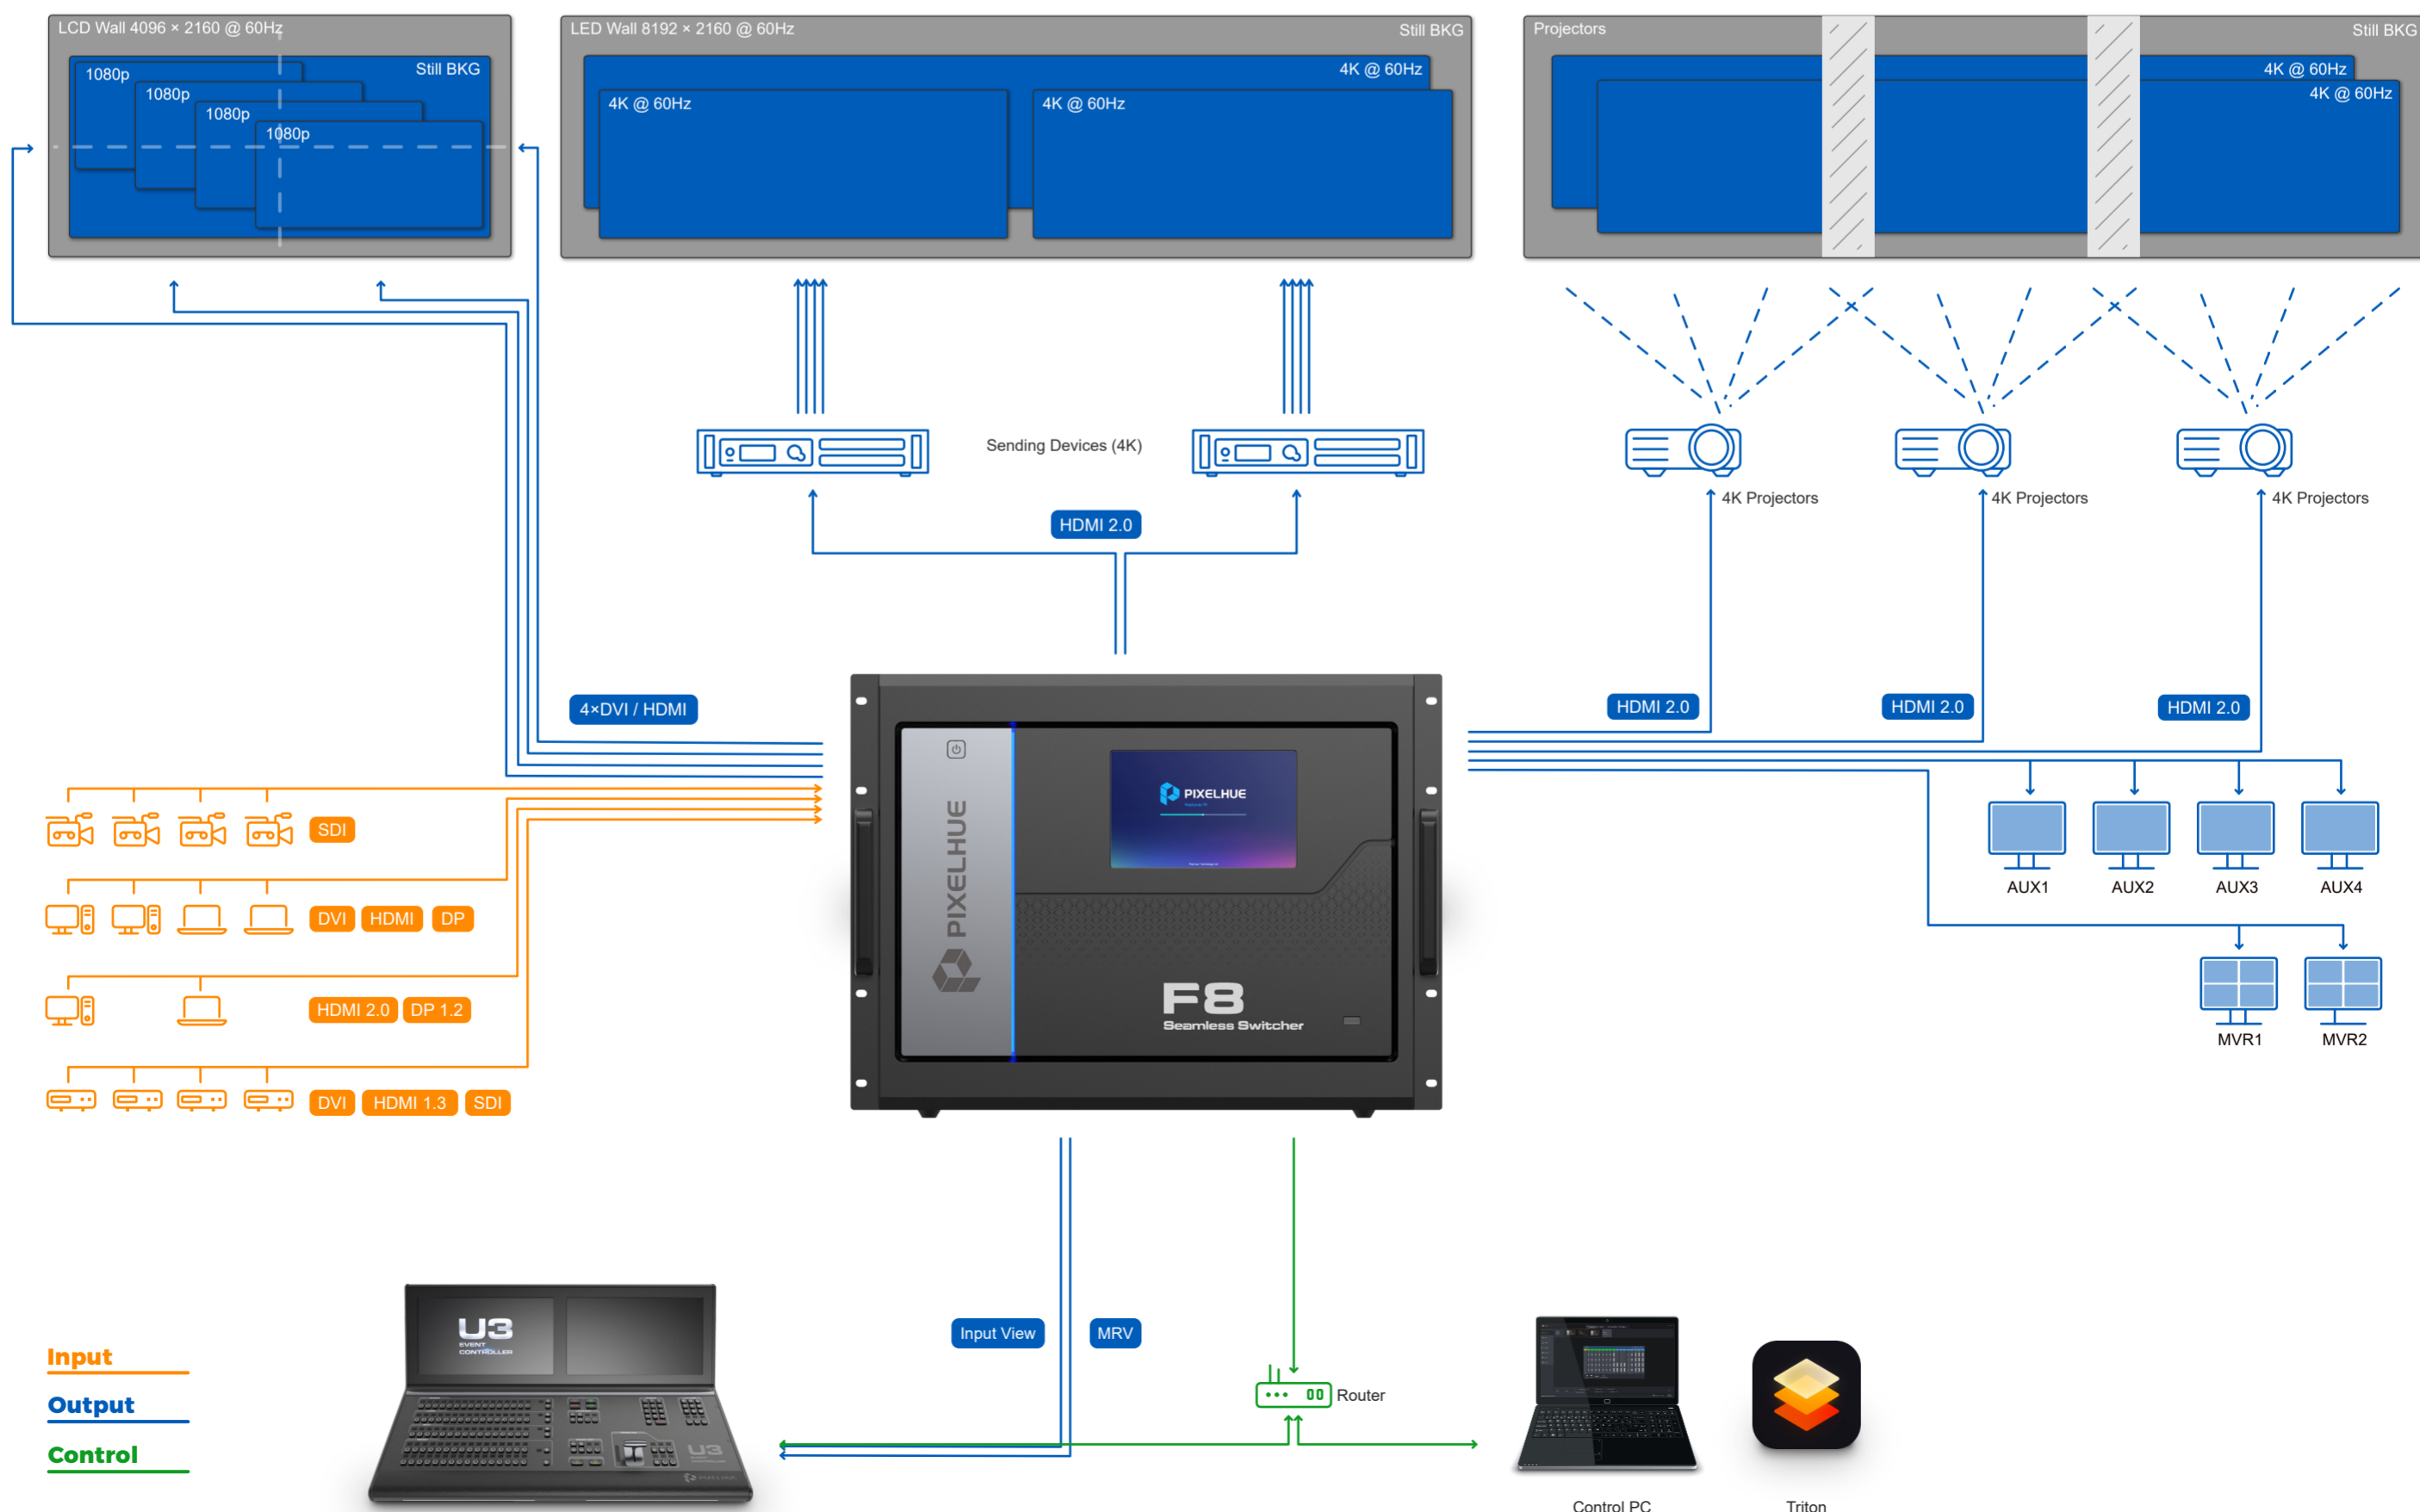 LCD Wall 4096 × 2160 @ 60Hz
Still BKG
1080p
1080p
1080p
1080p
LED Wall 8192 × 2160 @ 60Hz
Still BKG
4K @ 60Hz
4K @ 60Hz
4K @ 60Hz
Projectors
Still BKG
4K @ 60Hz
4K @ 60Hz
Sending Devices (4K)
HDMI 2.0
4K Projectors
4K Projectors
4K Projectors
4×DVI / HDMI
HDMI 2.0
HDMI 2.0
HDMI 2.0
SDI
DVI
HDMI
DP
HDMI 2.0
DP 1.2
DVI
HDMI 1.3
SDI
PIXELHUE
PIXELHUE
F8
Seamless Switcher
AUX1
AUX2
AUX3
AUX4
MVR1
MVR2
Input View
MRV
Router
Input
Output
Control
U3
EVENT
CONTROLLER
U3
Control PC
Triton